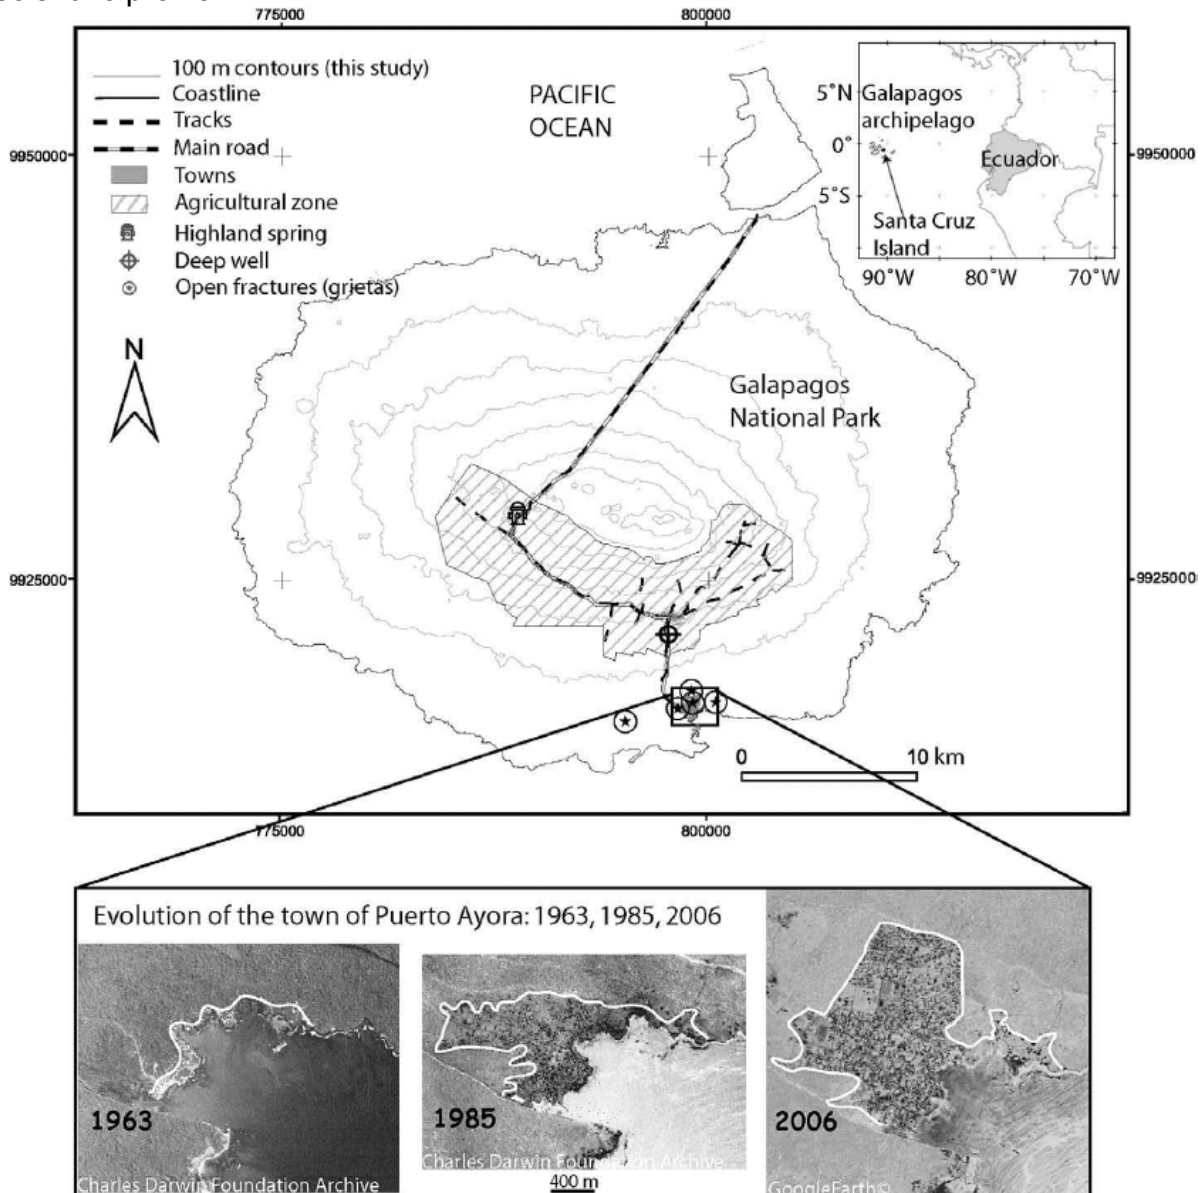 775000
800000
100 m contours (this study)
Coastline
Tracks
Main road
Towns
Agricultural zone
Highland spring
Deep well
Open fractures (grietas)
PACIFIC
OCEAN
5°N
Galapagos
archipelago
0°
Ecuador
5°S
Santa Cruz
Island
90°W
80°W
70°W
9950000
9950000
N
Galapagos
National Park
9925000
9925000
0
10 km
775000
800000
Evolution of the town of Puerto Ayora: 1963, 1985, 2006
1963
Charles Darwin Foundation Archive
1985
Charles Darwin Foundation Archive
400 m
2006
GoogleEarth©